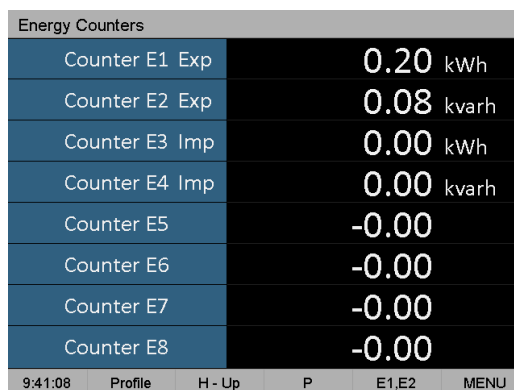 Energy Counters
Counter E1 Exp 0.20 kWh
Counter E2 Exp 0.08 kvarh
Counter E3 Imp 0.00 kWh
Counter E4 Imp 0.00 kvarh
Counter E5 -0.00
Counter E6 -0.00
Counter E7 -0.00
Counter E8 -0.00
9:41:08 Profile H - Up P E1,E2 MENU